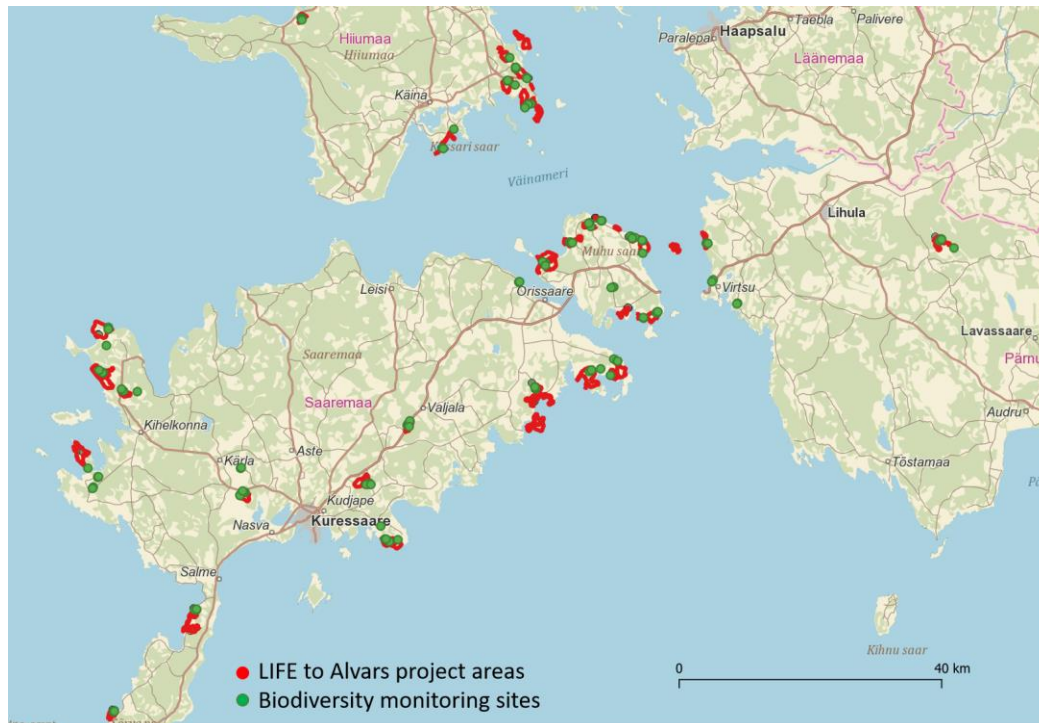 Hiiumaa
Hiiumaa
Käina
Kassari saar
Paralepa
Haapsalu
Taebla
Palivere
Läänemaa
Väinameri
Lihula
Muhu saar
Virtsu
Leisi
Orissaare
Lavassaare
Saaremaa
Saaremaa
Valjala
Kihelkonna
Kärla
Aste
Audru
Tõstamaa
Kudjape
Nasva
Kuressaare
Salme
Kihnu saar
LIFE to Alvars project areas
Biodiversity monitoring sites
0 40 km